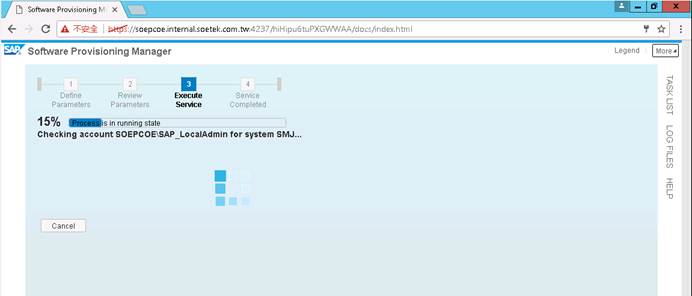 Software Provisioning M
不安全 https://soepcoe.internal.soetek.com.tw:4237/hiHipu6tuPXGWWAA/docs/index.html
SAP Software Provisioning Manager
Legend More
1 2 3 4
Define Parameters
Review Parameters
Execute Service
Service Completed
15% Process is in running state
Checking account SOEPCOE\SAP_LocalAdmin for system SMJ...
Cancel
TASK LIST
LOG FILES
HELP